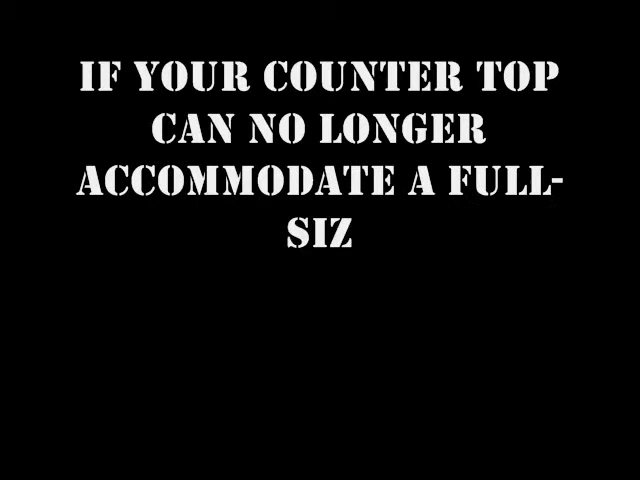 IF YOUR COUNTER TOP
CAN NO LONGER
ACCOMMODATE A FULL-
SIZ